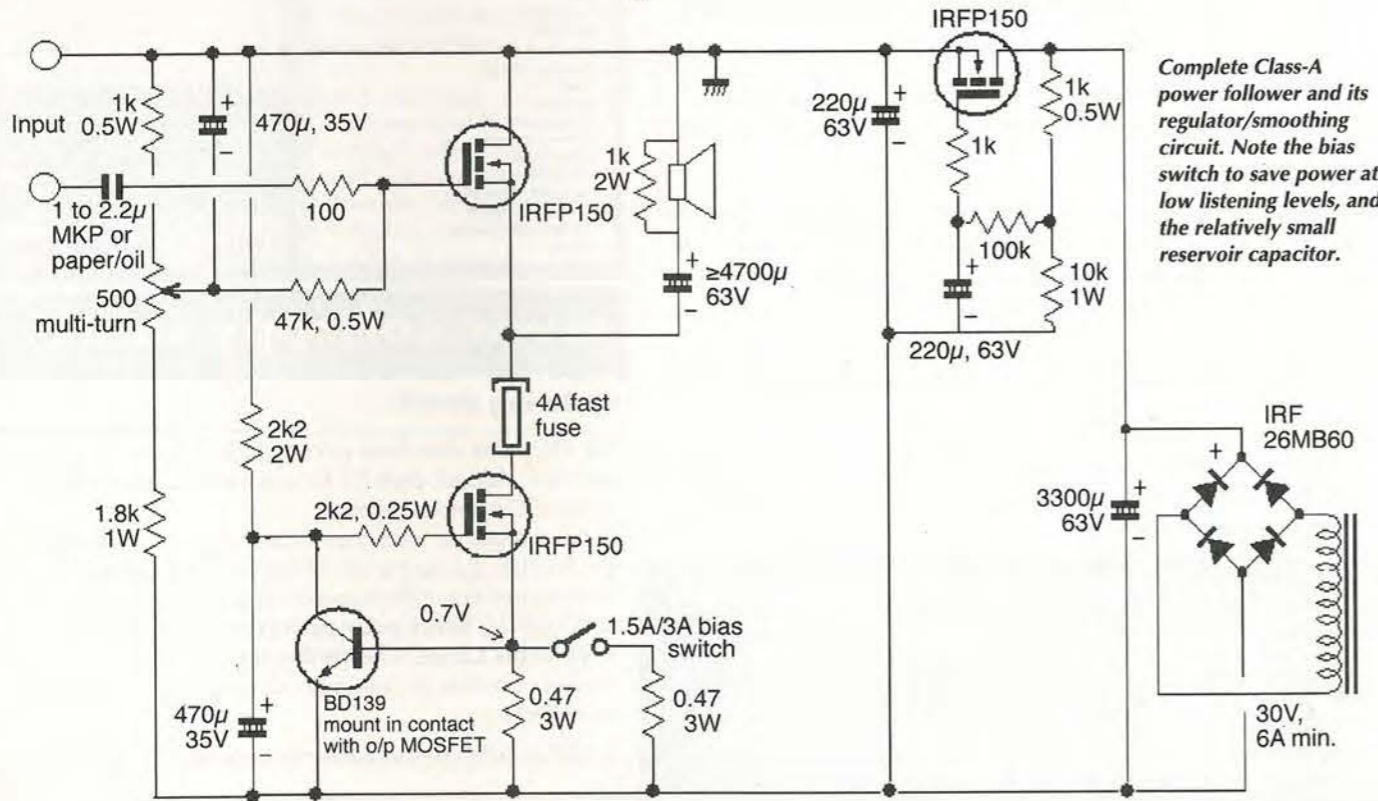 IRFP150
Complete Class-A
power follower and its
regulator/smoothing
circuit. Note the bias
switch to save power at
low listening levels, and
the relatively small
reservoir capacitor.
Input
1k
0.5W
+
470µ, 35V
−
IRFP150
100
1 to 2.2µ
MKP or
paper/oil
500
multi-turn
47k, 0.5W
1k
2W
+
≥4700µ
63V
−
220µ
63V
+
−
1k
1k
0.5W
100k
+
−
10k
1W
220µ, 63V
4A fast
fuse
2k2
2W
1.8k
1W
2k2, 0.25W
IRFP150
0.7V
1.5A/3A bias
switch
BD139
mount in contact
with o/p MOSFET
470µ
35V
+
−
0.47
3W
0.47
3W
3300µ
63V
+
−
IRF
26MB60
+
30V,
6A min.